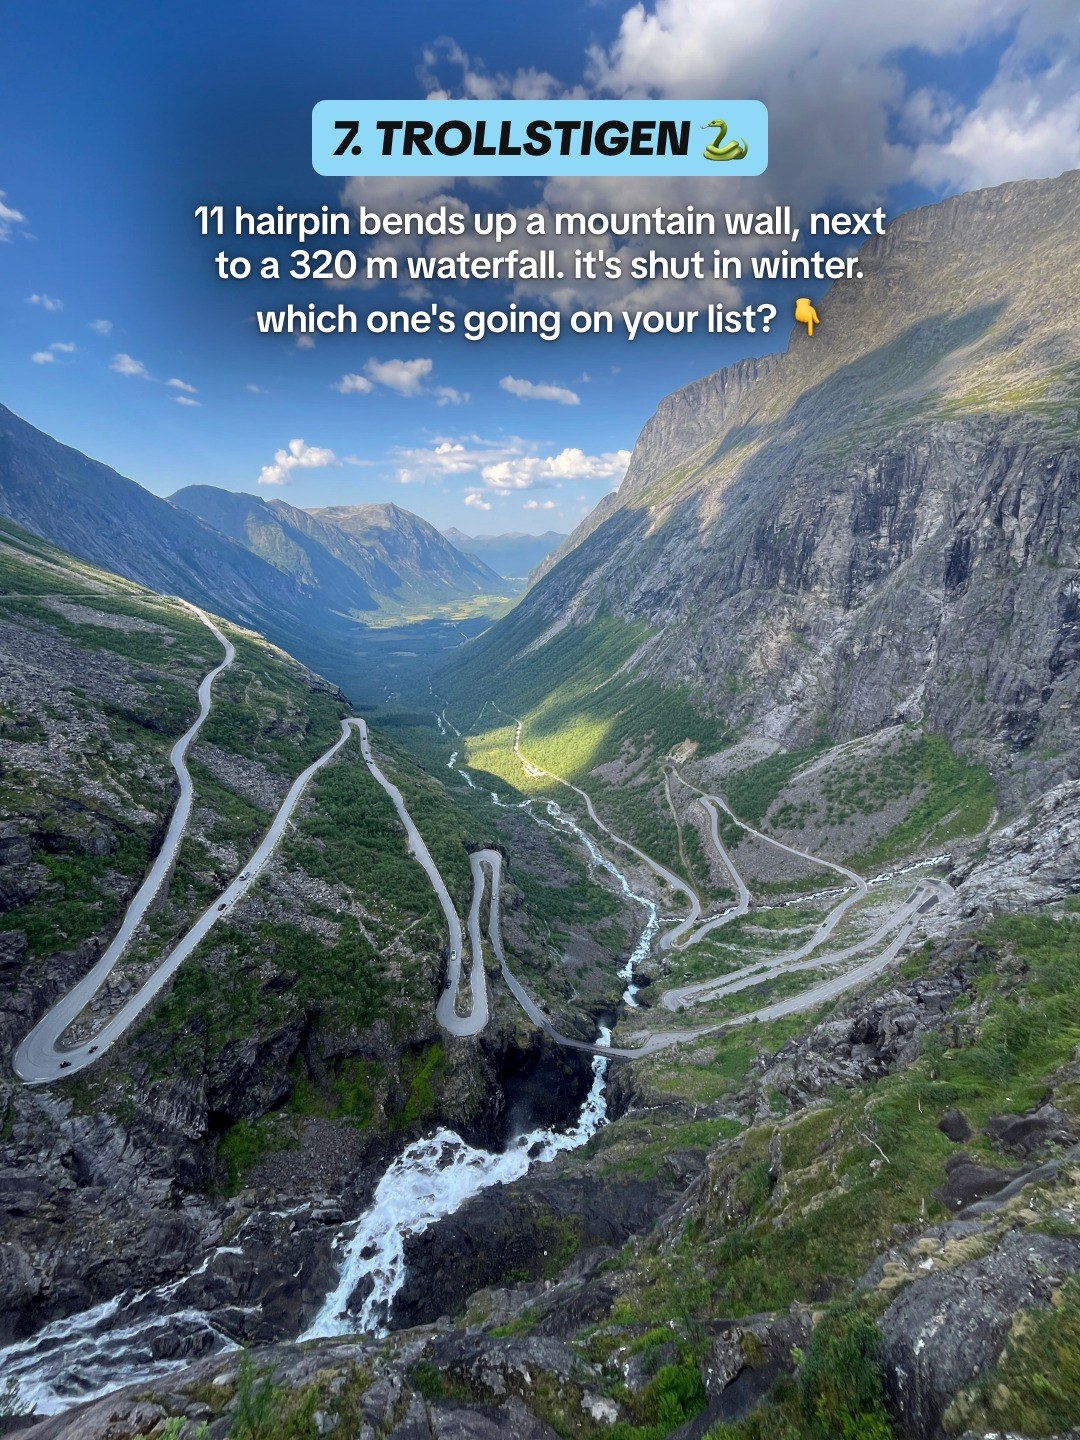 7. TROLLSTIGEN 🐍
11 hairpin bends up a mountain wall, next
to a 320 m waterfall. it's shut in winter.
which one's going on your list? 👇